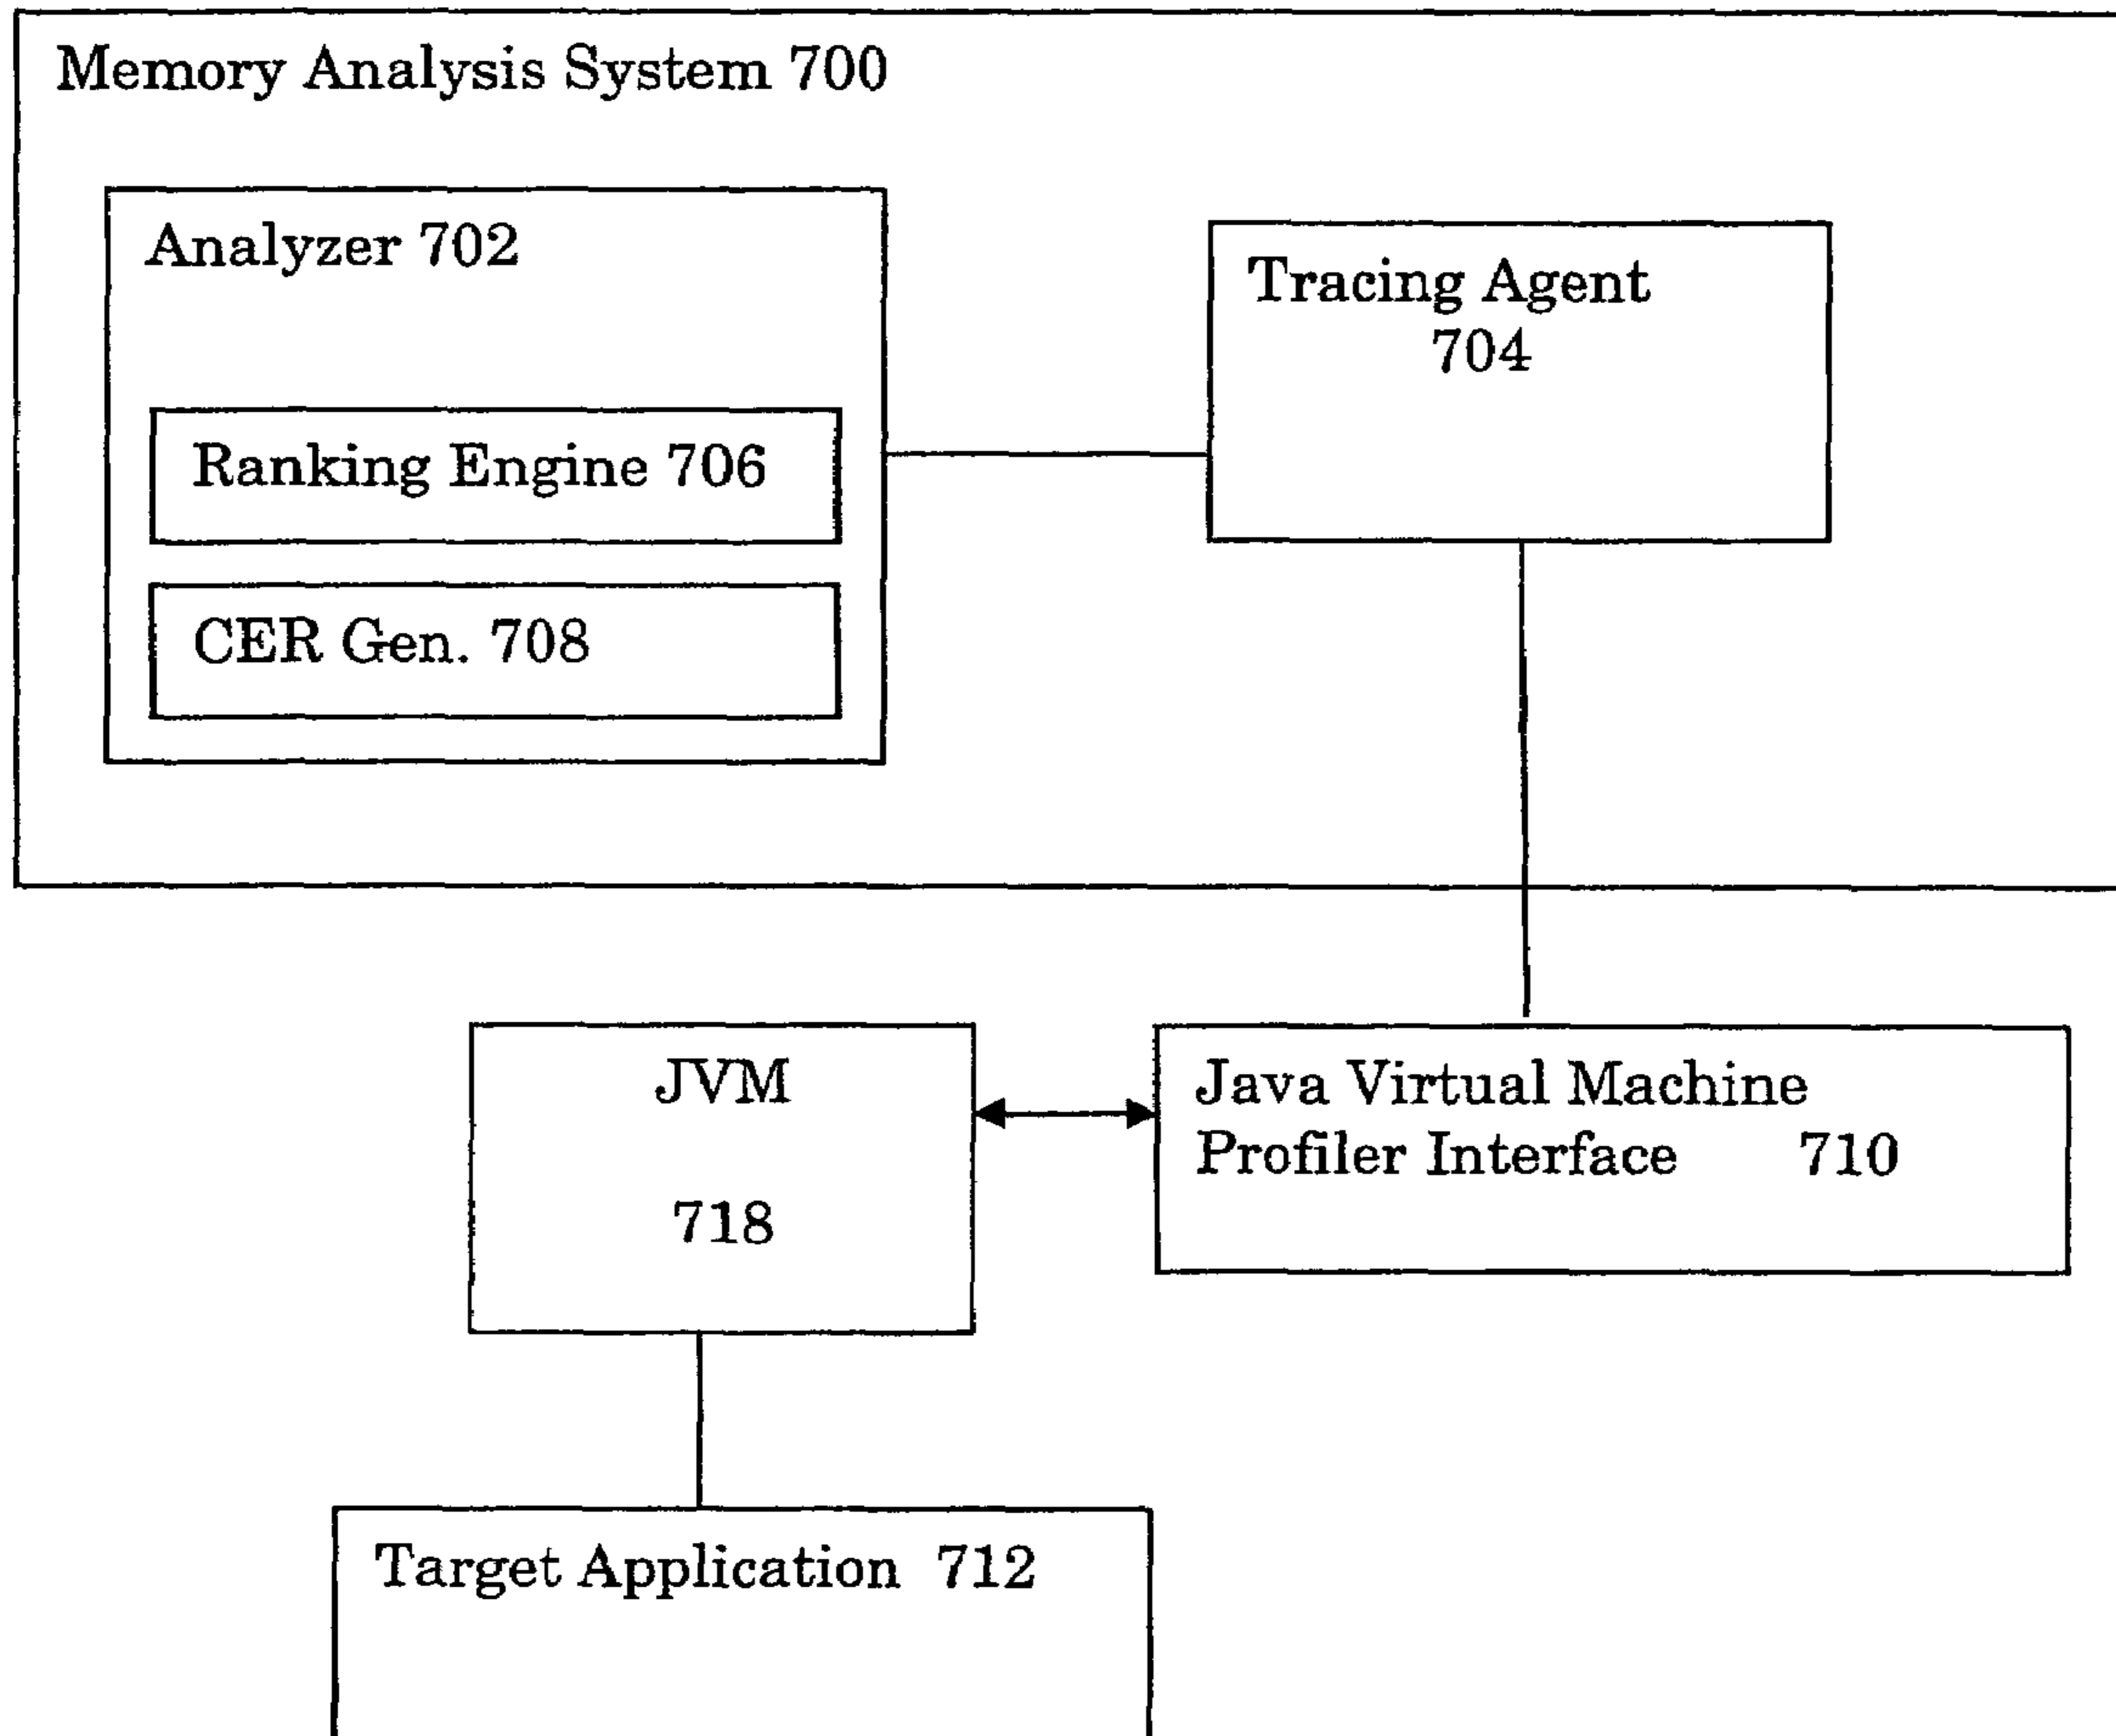 Memory Analysis System 700
Analyzer 702
Tracing Agent
704
Ranking Engine 706
CER Gen. 708
JVM
718
Java Virtual Machine
Profiler Interface 710
Target Application 712